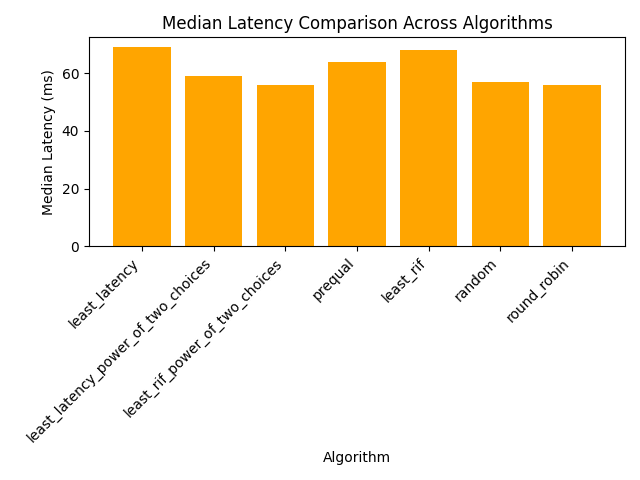 Median Latency Comparison Across Algorithms
Median Latency (ms)
60
40
20
0
least_latency
least_latency_power_of_two_choices
least_rif_power_of_two_choices
prequal
least_rif
random
round_robin
Algorithm